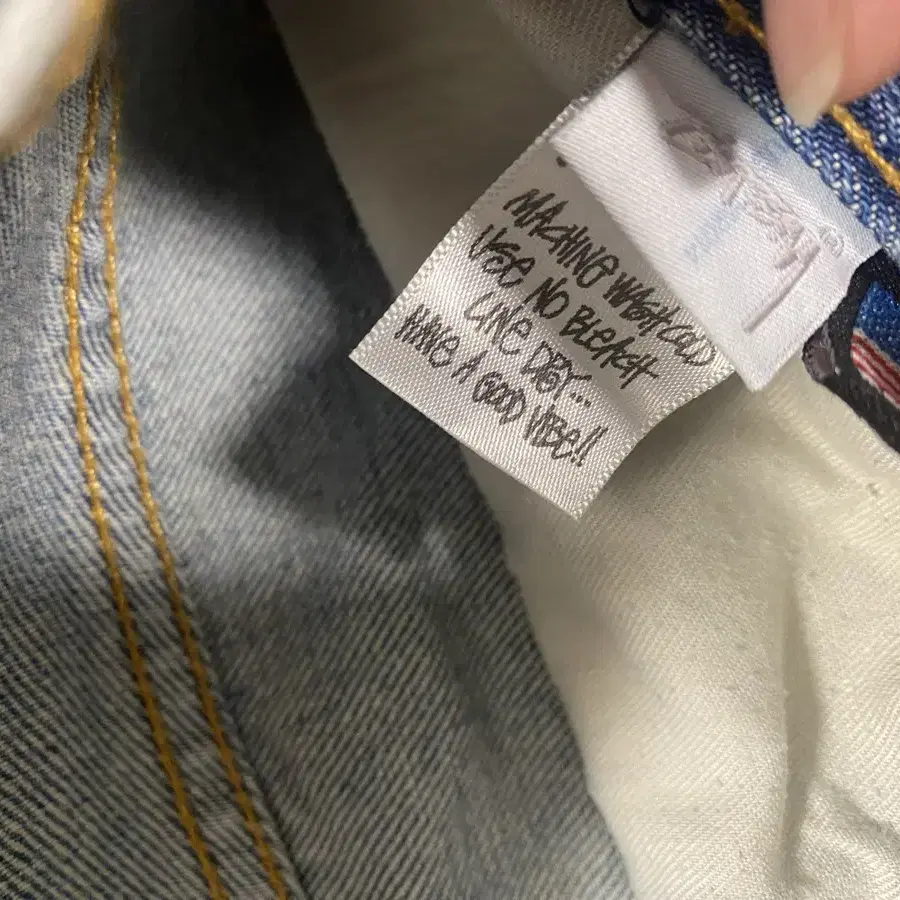 MACHINE WASH COLD
USE NO BLEACH
LINE DRY...
HAVE A GOOD VIBE!!
®